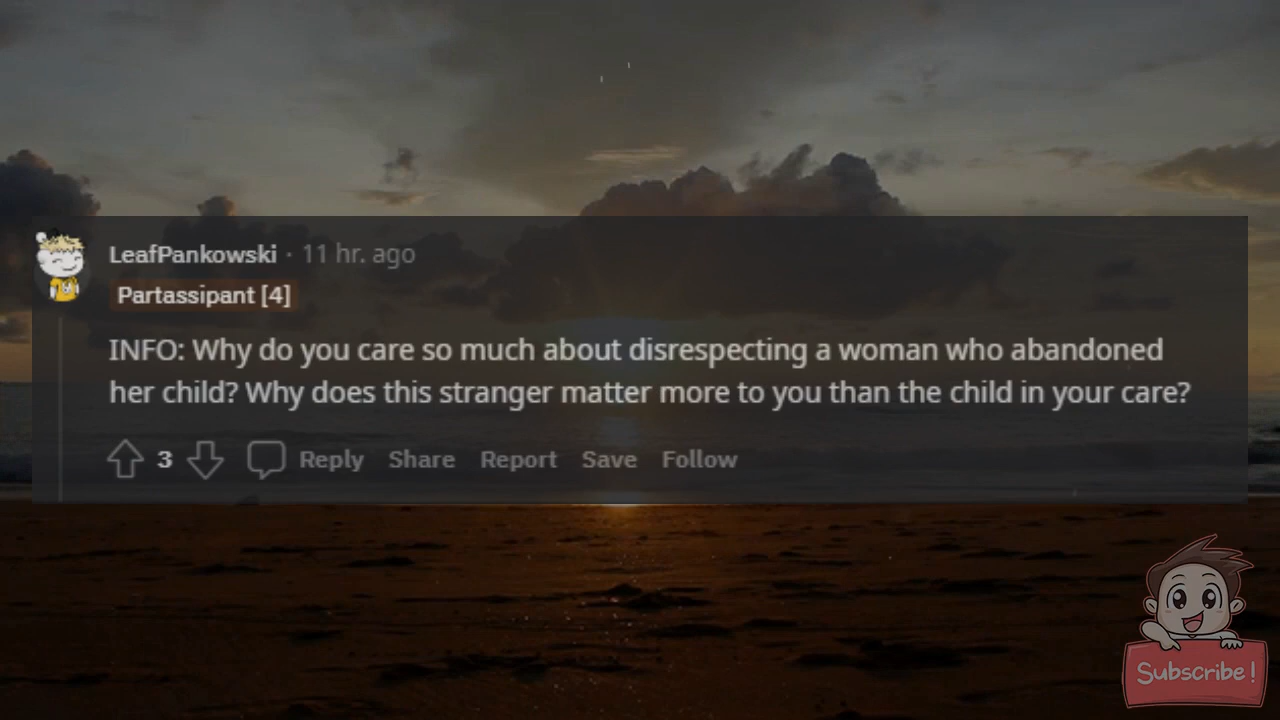 LeafPankowski · 11 hr. ago
Partassipant [4]
INFO: Why do you care so much about disrespecting a woman who abandoned
her child? Why does this stranger matter more to you than the child in your care?
3 Reply Share Report Save Follow
Subscribe!